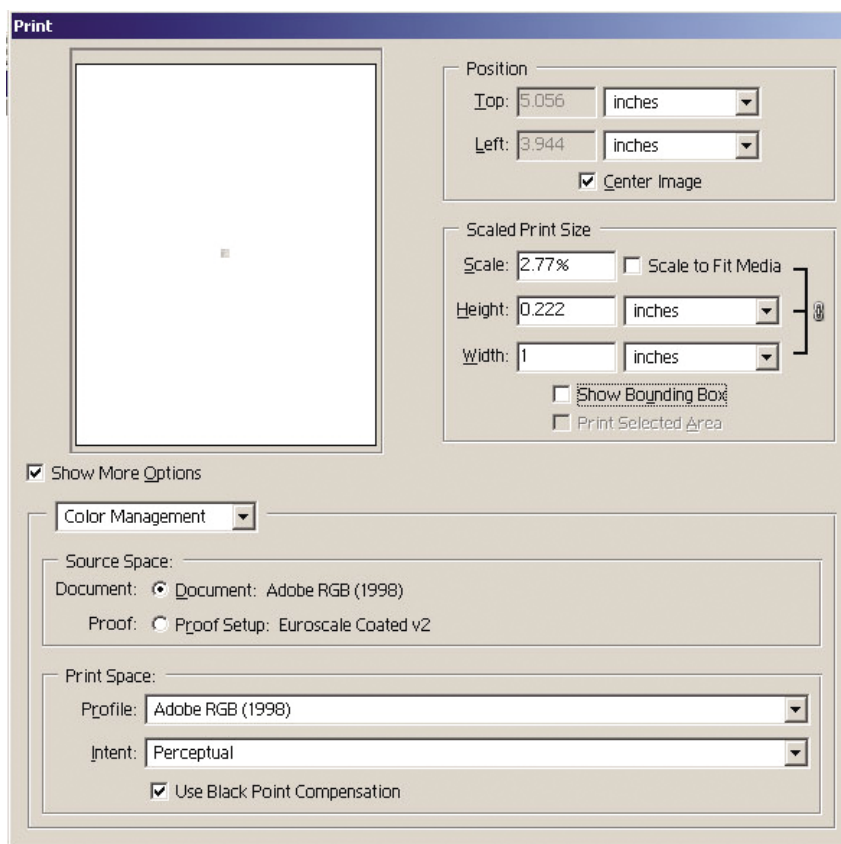 Print
Position
Top: 5.056 inches
Left: 3.944 inches
Center Image
Scaled Print Size
Scale: 2.77% Scale to Fit Media
Height: 0.222 inches
Width: 1 inches
Show Bounding Box
Print Selected Area
Show More Options
Color Management
Source Space:
Document: Document: Adobe RGB (1998)
Proof: Proof Setup: Euroscale Coated v2
Print Space:
Profile: Adobe RGB (1998)
Intent: Perceptual
Use Black Point Compensation